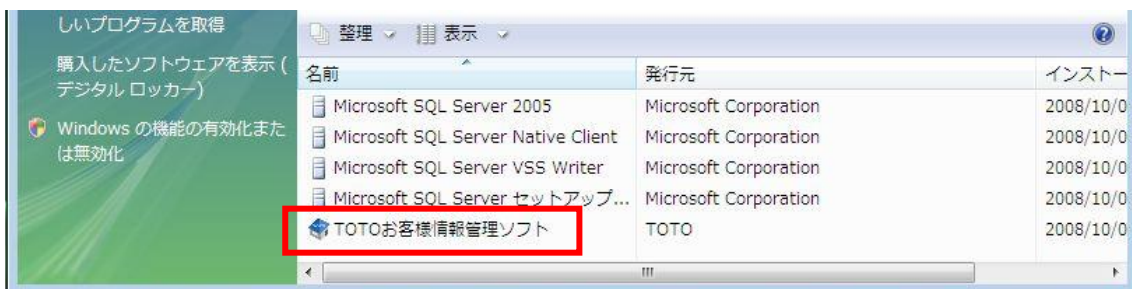 しいプログラムを取得
購入したソフトウェアを表示 (
デジタル ロッカー)
Windows の機能の有効化また
は無効化
整理 表示
名前 発行元 インストー
Microsoft SQL Server 2005 Microsoft Corporation 2008/10/0
Microsoft SQL Server Native Client Microsoft Corporation 2008/10/0
Microsoft SQL Server VSS Writer Microsoft Corporation 2008/10/0
Microsoft SQL Server セットアップ... Microsoft Corporation 2008/10/0
TOTOお客様情報管理ソフト TOTO 2008/10/0